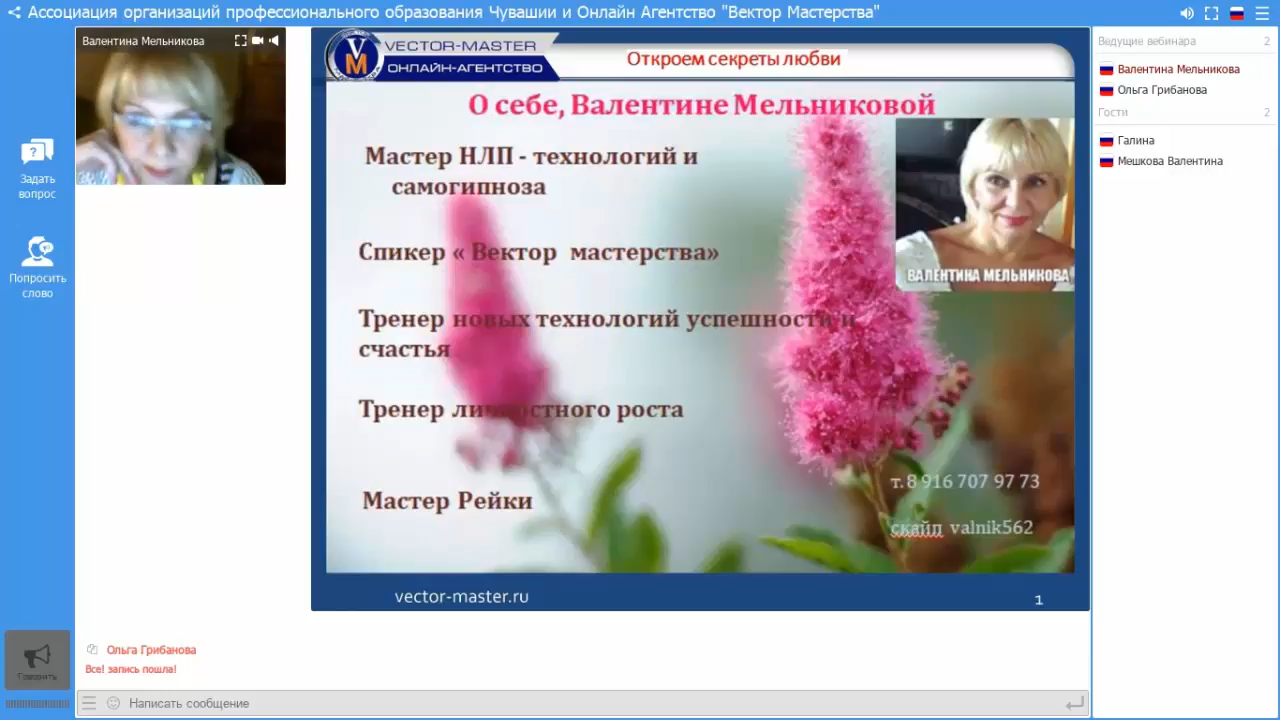 Ассоциация организаций профессионального образования Чувашии и Онлайн Агентство "Вектор Мастерства"
Валентина Мельникова
Задать
вопрос
Попросить
слово
Говорить
VECTOR-MASTER
ОНЛАЙН-АГЕНТСТВО
VM
Откроем секреты любви
О себе, Валентине Мельниковой
Мастер НЛП - технологий и
самогипноза
Спикер « Вектор мастерства»
Тренер новых технологий успешности и
счастья
Тренер личностного роста
Мастер Рейки
ВАЛЕНТИНА МЕЛЬНИКОВА
т. 8 916 707 97 73
скайп valnik562
vector-master.ru
1
Ольга Грибанова
Все! запись пошла!
Написать сообщение
Ведущие вебинара 2
Валентина Мельникова
Ольга Грибанова
Гости 2
Галина
Мешкова Валентина